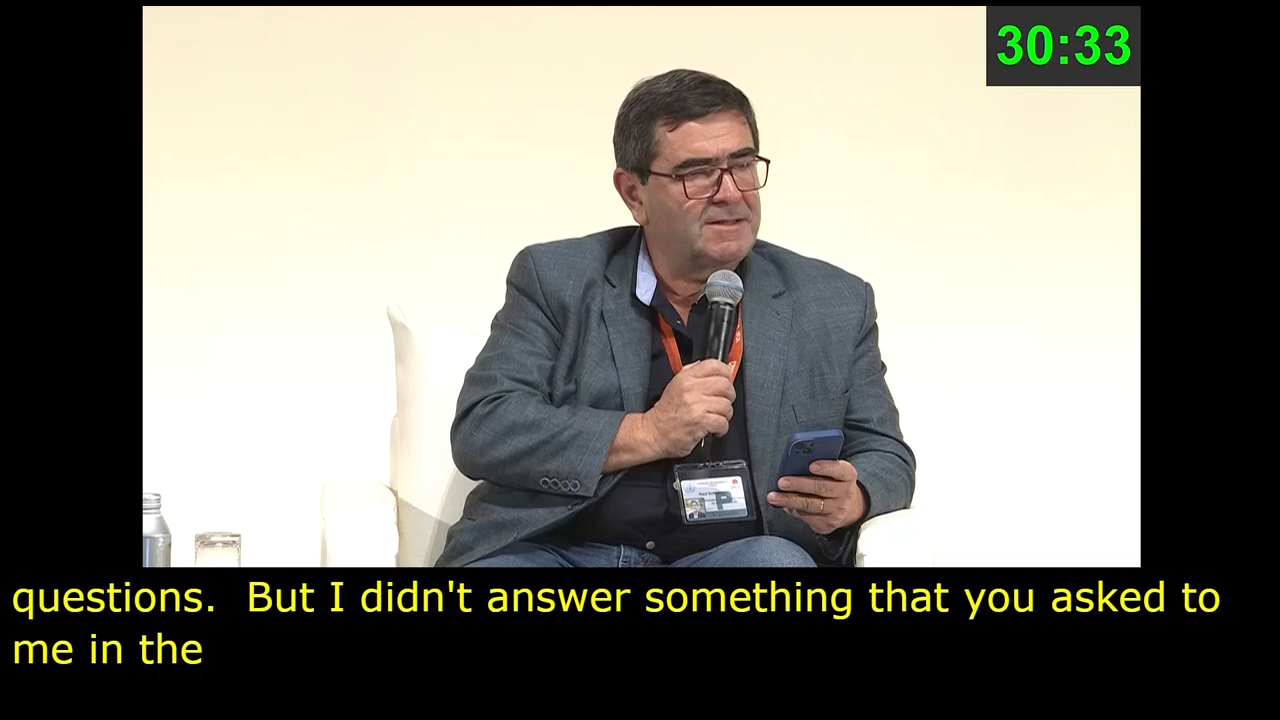 30:33
P
questions.  But I didn't answer something that you asked to
me in the